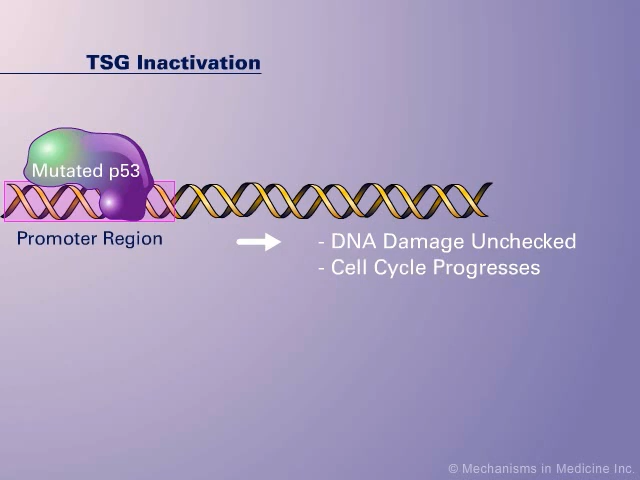 TSG Inactivation
Mutated p53
Promoter Region
- DNA Damage Unchecked
- Cell Cycle Progresses
© Mechanisms in Medicine Inc.